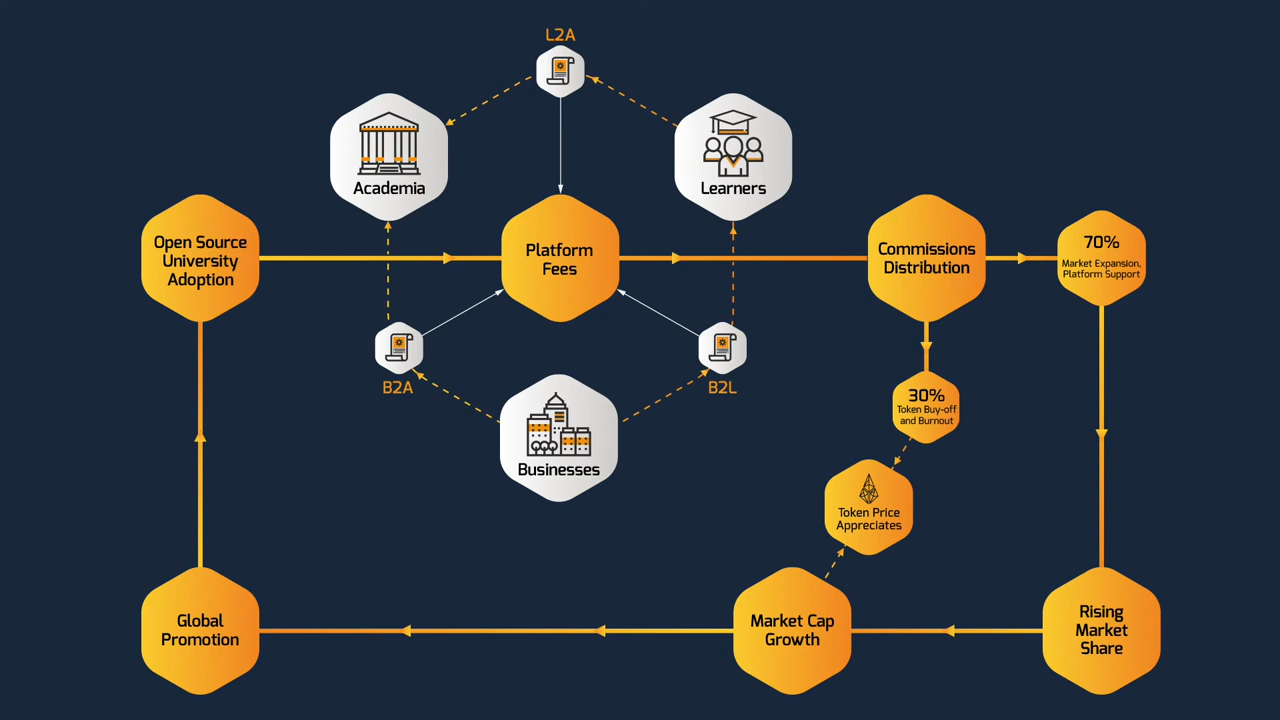 L2A
Academia
Learners
Open Source
University
Adoption
Platform
Fees
Commissions
Distribution
70%
Market Expansion,
Platform Support
B2A
B2L
30%
Token Buy-off
and Burnout
Businesses
Token Price
Appreciates
Global
Promotion
Market Cap
Growth
Rising
Market
Share